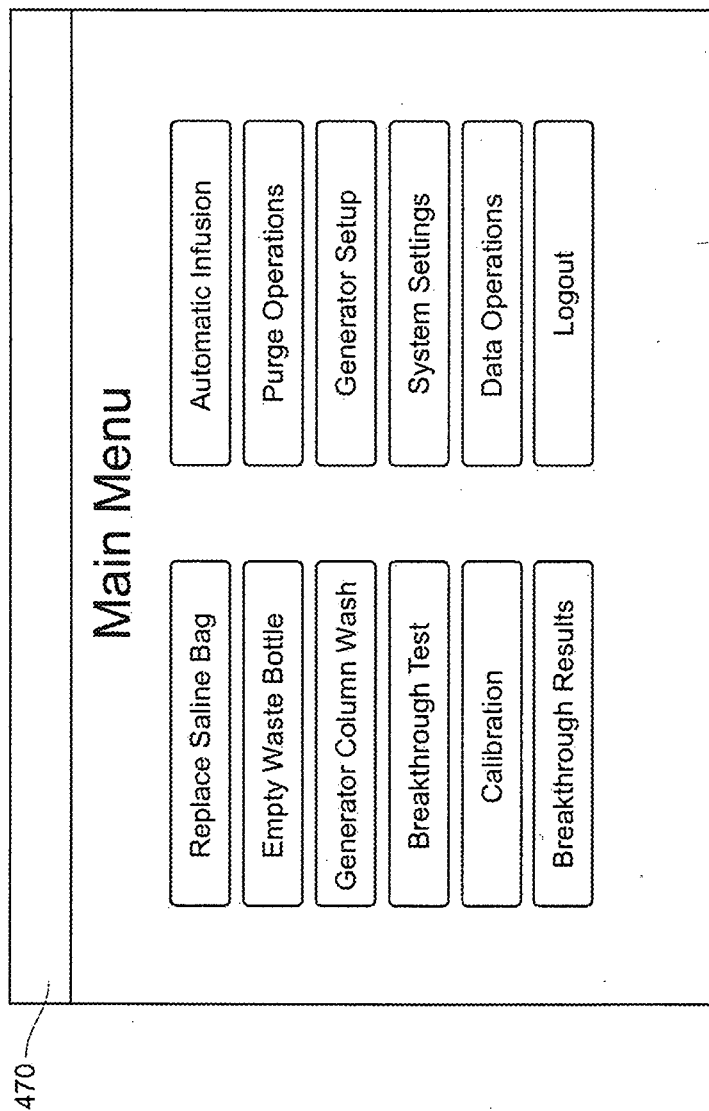 470
Main Menu
Replace Saline Bag
Empty Waste Bottle
Generator Column Wash
Breakthrough Test
Calibration
Breakthrough Results
Automatic Infusion
Purge Operations
Generator Setup
System Settings
Data Operations
Logout